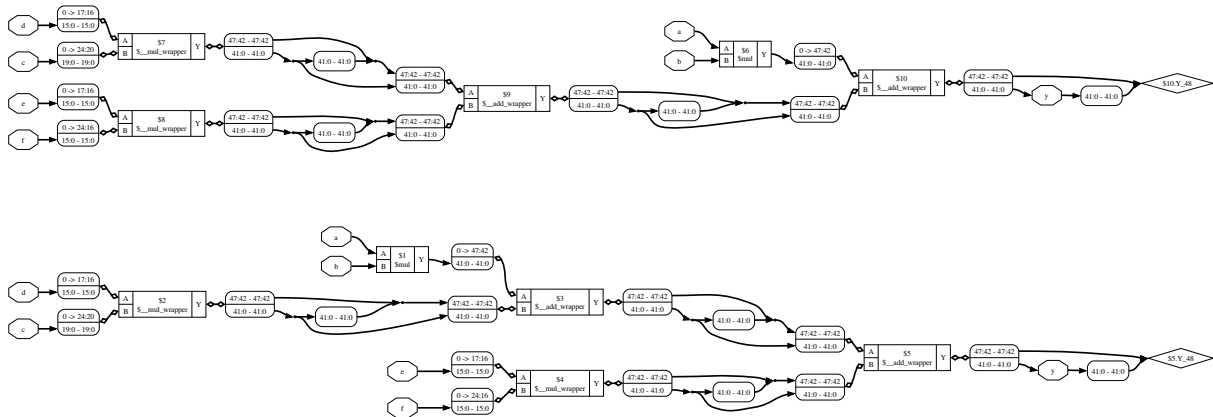 d
0 -> 17:16
15:0 - 15:0
c
0 -> 24:20
19:0 - 19:0
A
B
$7
$__mul_wrapper
Y
47:42 - 47:42
41:0 - 41:0
41:0 - 41:0
47:42 - 47:42
41:0 - 41:0
e
0 -> 17:16
15:0 - 15:0
f
0 -> 24:16
15:0 - 15:0
A
B
$8
$__mul_wrapper
Y
47:42 - 47:42
41:0 - 41:0
41:0 - 41:0
47:42 - 47:42
41:0 - 41:0
A
B
$9
$__add_wrapper
Y
47:42 - 47:42
41:0 - 41:0
41:0 - 41:0
47:42 - 47:42
41:0 - 41:0
a
b
A
B
$6
$mul
Y
0 -> 47:42
41:0 - 41:0
A
B
$10
$__add_wrapper
Y
47:42 - 47:42
41:0 - 41:0
y
41:0 - 41:0
$10.Y_48
a
b
A
B
$1
$mul
Y
0 -> 47:42
41:0 - 41:0
d
0 -> 17:16
15:0 - 15:0
c
0 -> 24:20
19:0 - 19:0
A
B
$2
$__mul_wrapper
Y
47:42 - 47:42
41:0 - 41:0
41:0 - 41:0
47:42 - 47:42
41:0 - 41:0
A
B
$3
$__add_wrapper
Y
47:42 - 47:42
41:0 - 41:0
41:0 - 41:0
47:42 - 47:42
41:0 - 41:0
e
0 -> 17:16
15:0 - 15:0
f
0 -> 24:16
15:0 - 15:0
A
B
$4
$__mul_wrapper
Y
47:42 - 47:42
41:0 - 41:0
41:0 - 41:0
47:42 - 47:42
41:0 - 41:0
A
B
$5
$__add_wrapper
Y
47:42 - 47:42
41:0 - 41:0
y
41:0 - 41:0
$5.Y_48